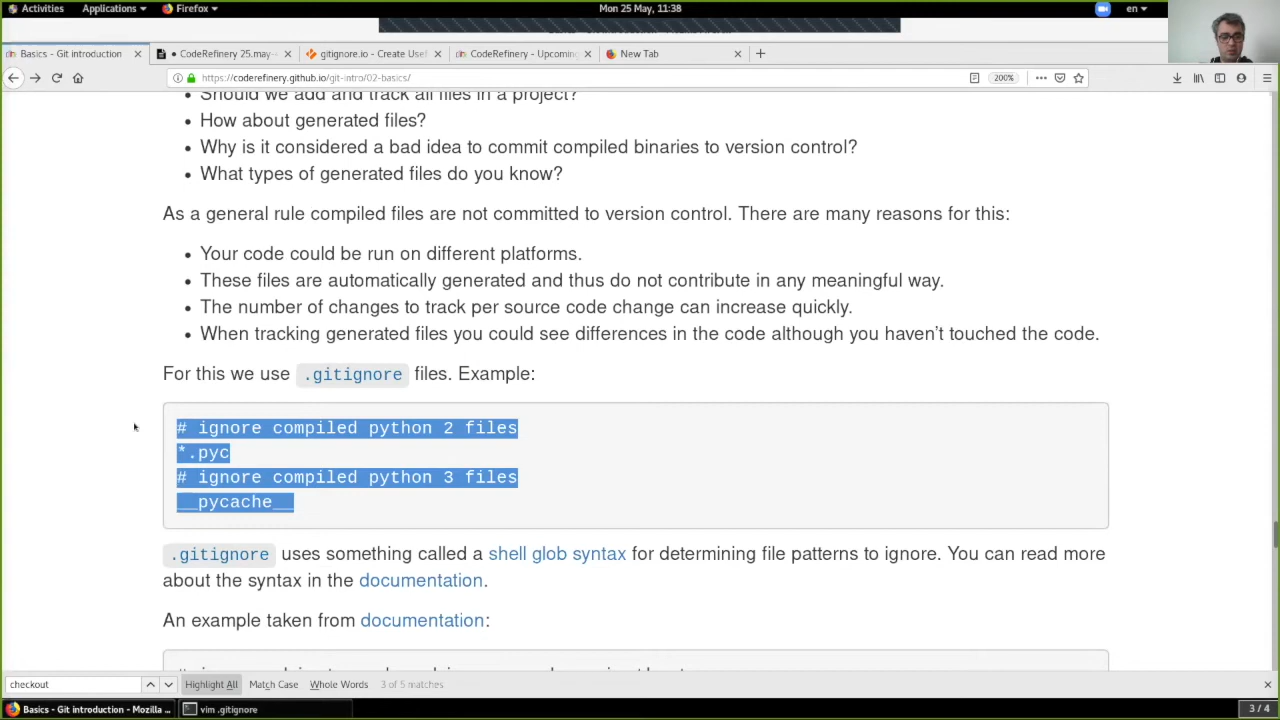 Activities Applications Firefox Mon 25 May, 11:38 en
Basics - Git introduction CodeRefinery 25.may- gitignore.io - Create Usef CodeRefinery - Upcoming New Tab
https://coderefinery.github.io/git-intro/02-basics/ 200%
Should we add and track all files in a project?
How about generated files?
Why is it considered a bad idea to commit compiled binaries to version control?
What types of generated files do you know?
As a general rule compiled files are not committed to version control. There are many reasons for this:
Your code could be run on different platforms.
These files are automatically generated and thus do not contribute in any meaningful way.
The number of changes to track per source code change can increase quickly.
When tracking generated files you could see differences in the code although you haven't touched the code.
For this we use .gitignore files. Example:
# ignore compiled python 2 files
*.pyc
# ignore compiled python 3 files
__pycache__
.gitignore uses something called a shell glob syntax for determining file patterns to ignore. You can read more
about the syntax in the documentation.
An example taken from documentation:
checkout Highlight All Match Case Whole Words 3 of 5 matches
Basics - Git introduction - Mozilla ... vim .gitignore 3 / 4